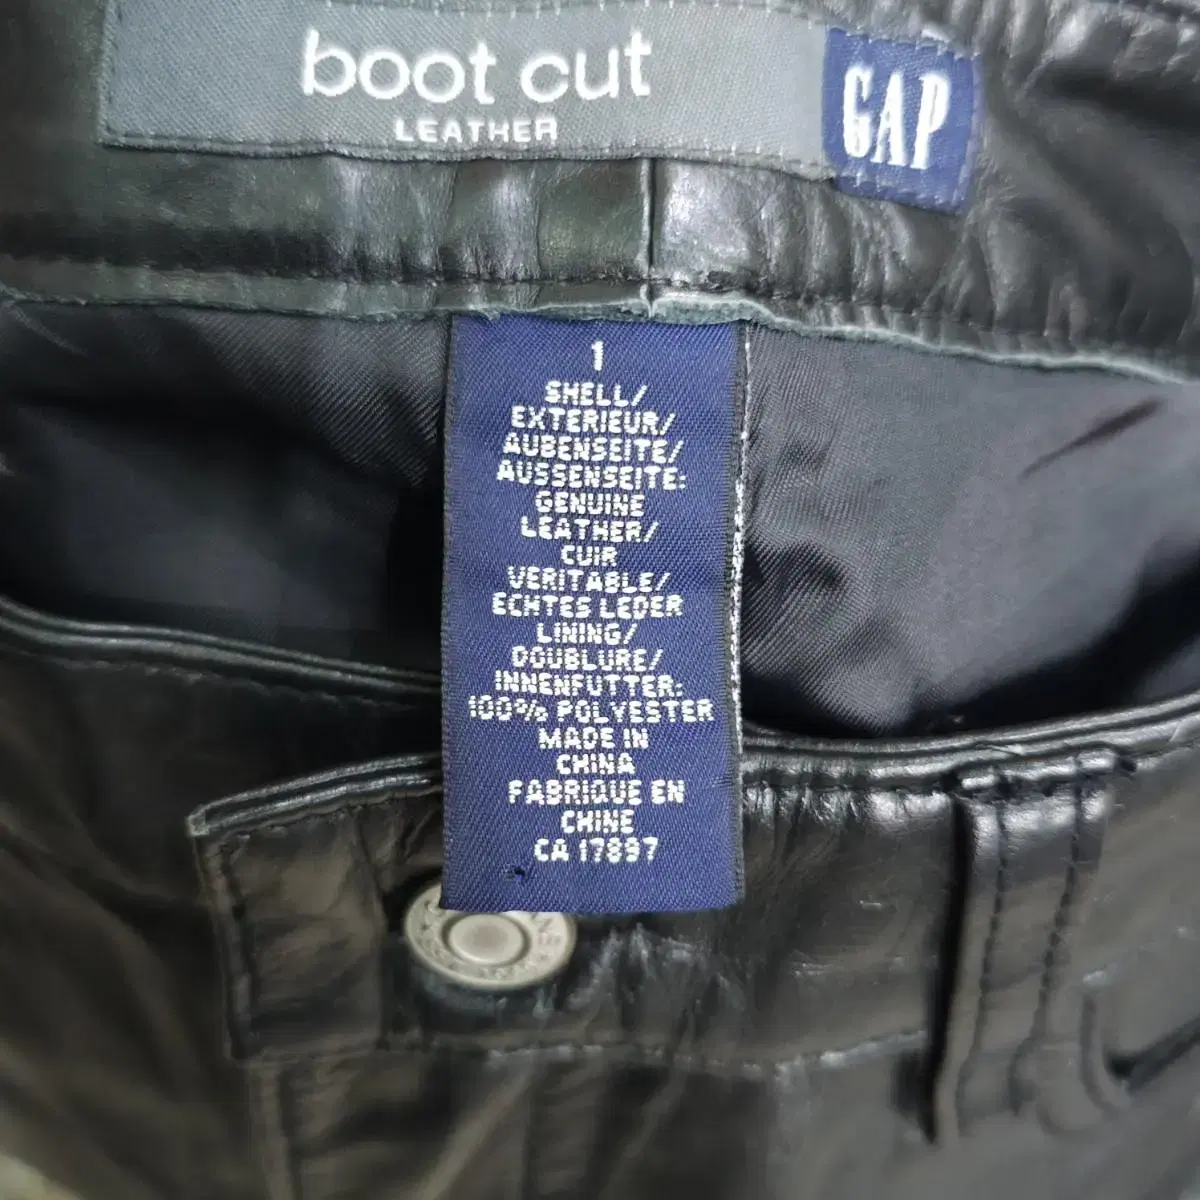 boot cut
LEATHER
GAP
1
SHELL/
EXTERIEUR/
AUBENSEITE/
AUSSENSEITE:
GENUINE
LEATHER/
CUIR
VERITABLE/
ECHTES LEDER
LINING/
DOUBLURE/
INNENFUTTER:
100% POLYESTER
MADE IN
CHINA
FABRIQUE EN
CHINE
CA 17897